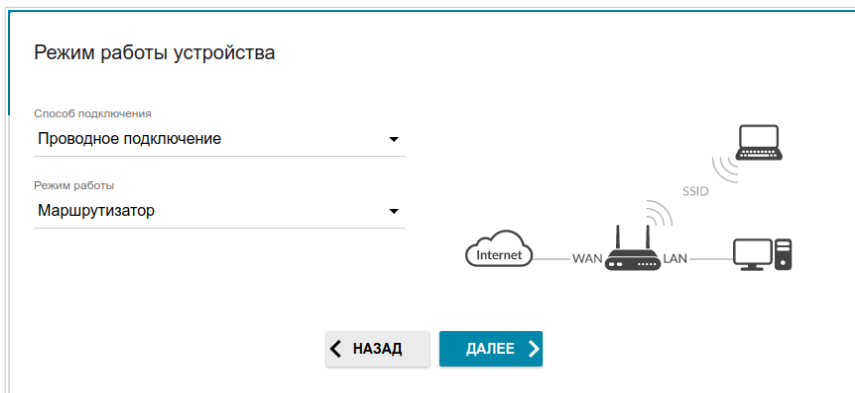 Режим работы устройства
Способ подключения
Проводное подключение
Режим работы
Маршрутизатор
SSID
Internet
WAN
LAN
НАЗАД
ДАЛЕЕ